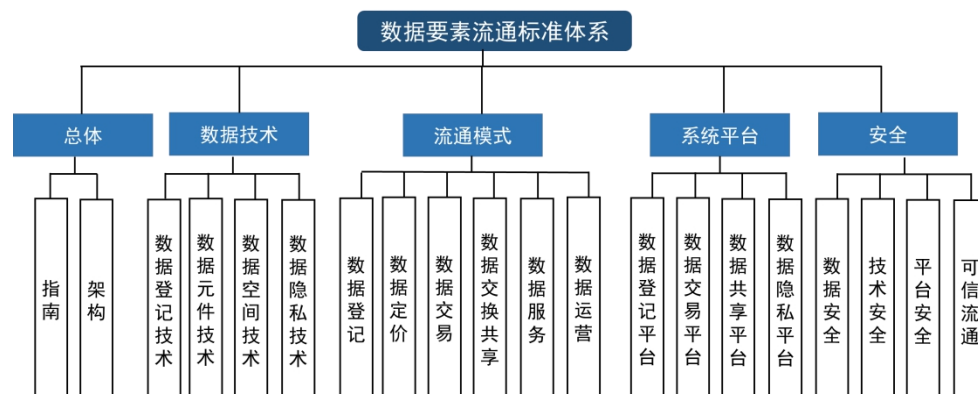 数据要素流通标准体系
总体
数据技术
流通模式
系统平台
安全
指南
架构
数据登记技术
数据元件技术
数据空间技术
数据隐私技术
数据登记
数据定价
数据交易
数据交换共享
数据服务
数据运营
数据登记平台
数据交易平台
数据共享平台
数据隐私平台
数据安全
技术安全
平台安全
可信流通